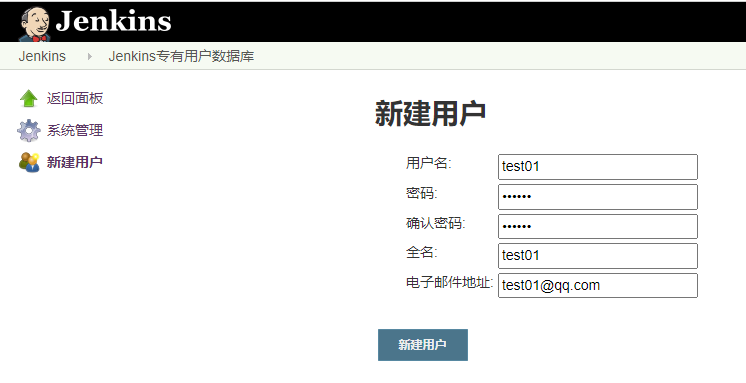 Jenkins
Jenkins Jenkins专有用户数据库
返回面板
系统管理
新建用户
新建用户
用户名: test01
密码: ••••••
确认密码: ••••••
全名: test01
电子邮件地址: test01@qq.com
新建用户